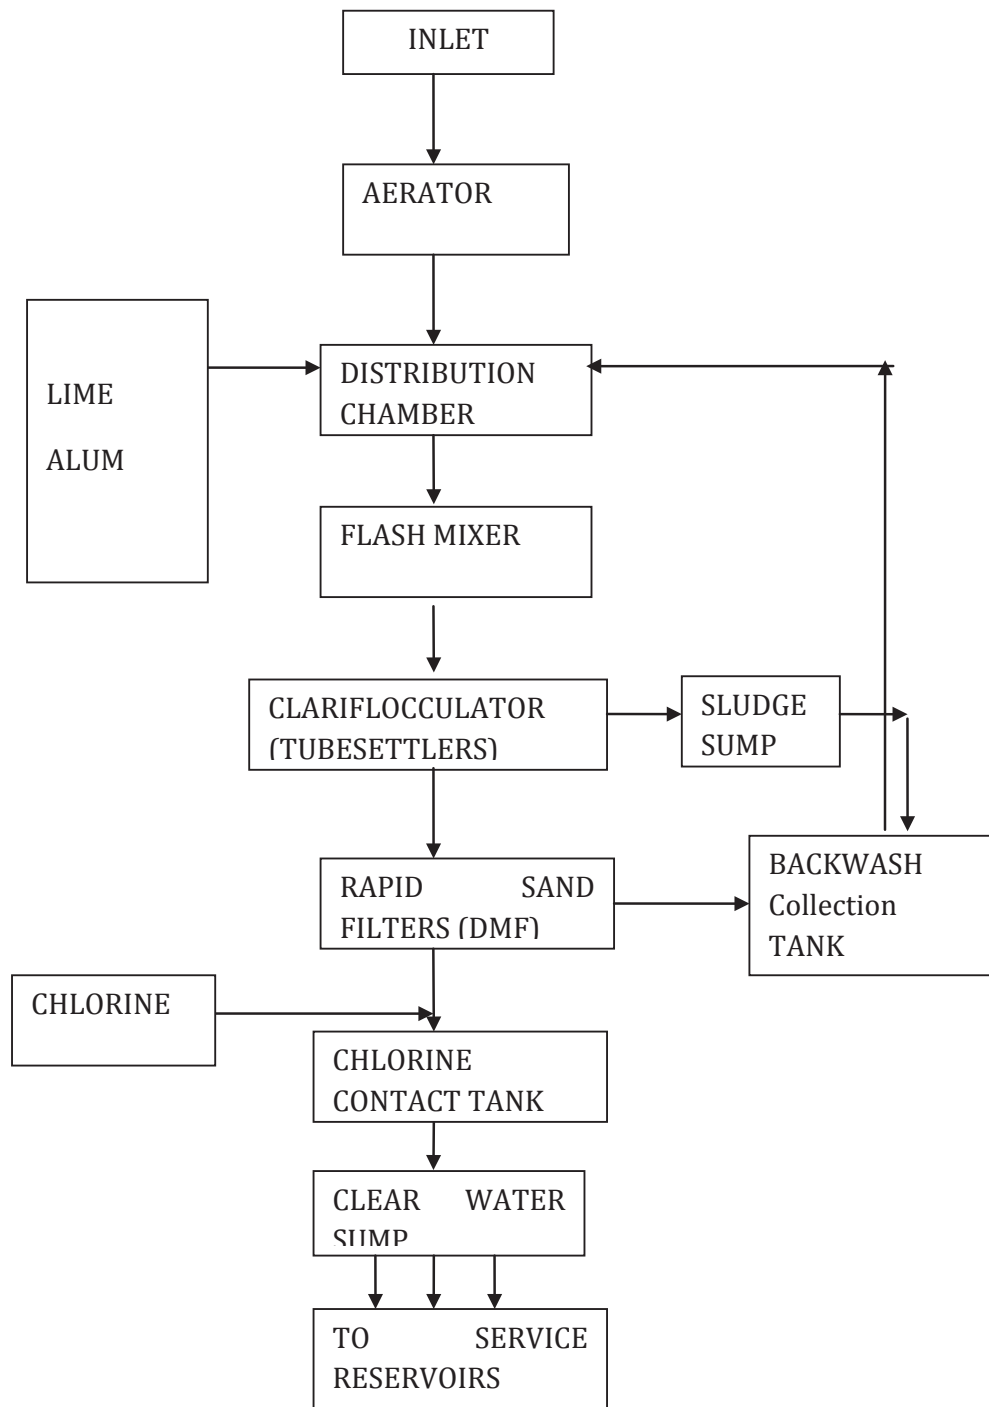 INLET
AERATOR
LIME
ALUM
DISTRIBUTION
CHAMBER
FLASH MIXER
CLARIFLOCCULATOR
(TUBESETTLERS)
SLUDGE
SUMP
RAPID SAND
FILTERS (DMF)
BACKWASH
Collection
TANK
CHLORINE
CHLORINE
CONTACT TANK
CLEAR WATER
SUMP
TO SERVICE
RESERVOIRS